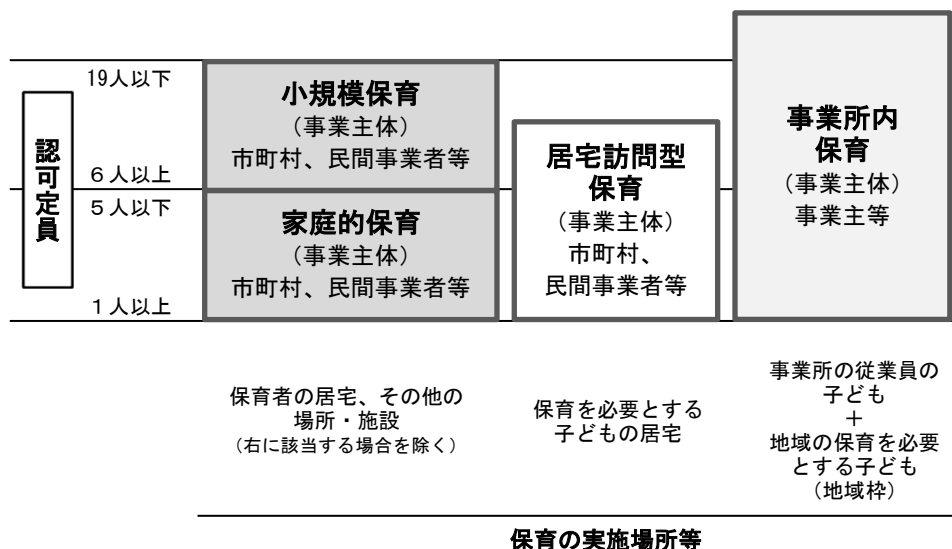 19人以下
６人以上
５人以下
１人以上
認可定員
小規模保育
（事業主体）
市町村、民間事業者等
家庭的保育
（事業主体）
市町村、民間事業者等
居宅訪問型
保育
（事業主体）
市町村、
民間事業者等
事業所内
保育
（事業主体）
事業主等
保育者の居宅、その他の
場所・施設
（右に該当する場合を除く）
保育を必要とする
子どもの居宅
事業所の従業員の
子ども
＋
地域の保育を必要
とする子ども
（地域枠）
保育の実施場所等